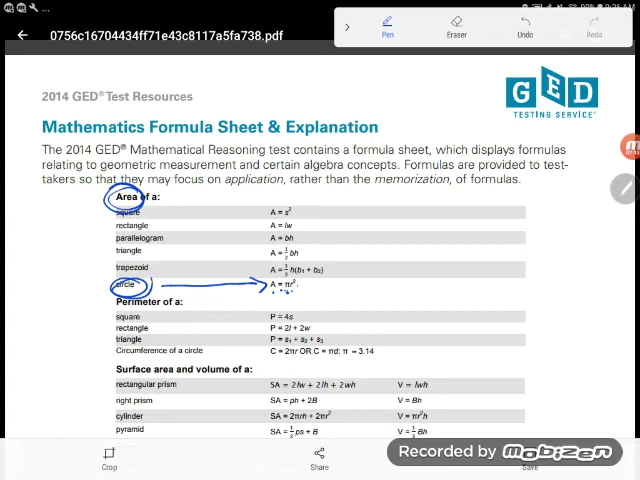 0756c16704434ff71e43c8117a5fa738.pdf
Pen
Eraser
Undo
Redo
2014 GED® Test Resources
GED
TESTING SERVICE®
Mathematics Formula Sheet & Explanation
The 2014 GED® Mathematical Reasoning test contains a formula sheet, which displays formulas
relating to geometric measurement and certain algebra concepts. Formulas are provided to test-
takers so that they may focus on application, rather than the memorization, of formulas.
Area of a:
square A = s²
rectangle A = lw
parallelogram A = bh
triangle A = ½bh
trapezoid A = ½h(b₁ + b₂)
circle A = πr²
Perimeter of a:
square P = 4s
rectangle P = 2l + 2w
triangle P = s₁ + s₂ + s₃
Circumference of a circle C = 2πr OR C = πd; π ≈ 3.14
Surface area and volume of a:
rectangular prism SA = 2lw + 2lh + 2wh V = lwh
right prism SA = ph + 2B V = Bh
cylinder SA = 2πrh + 2πr² V = πr²h
pyramid SA = ½ps + B V = ⅓Bh
Recorded by Mobizen
Crop
Share
Save